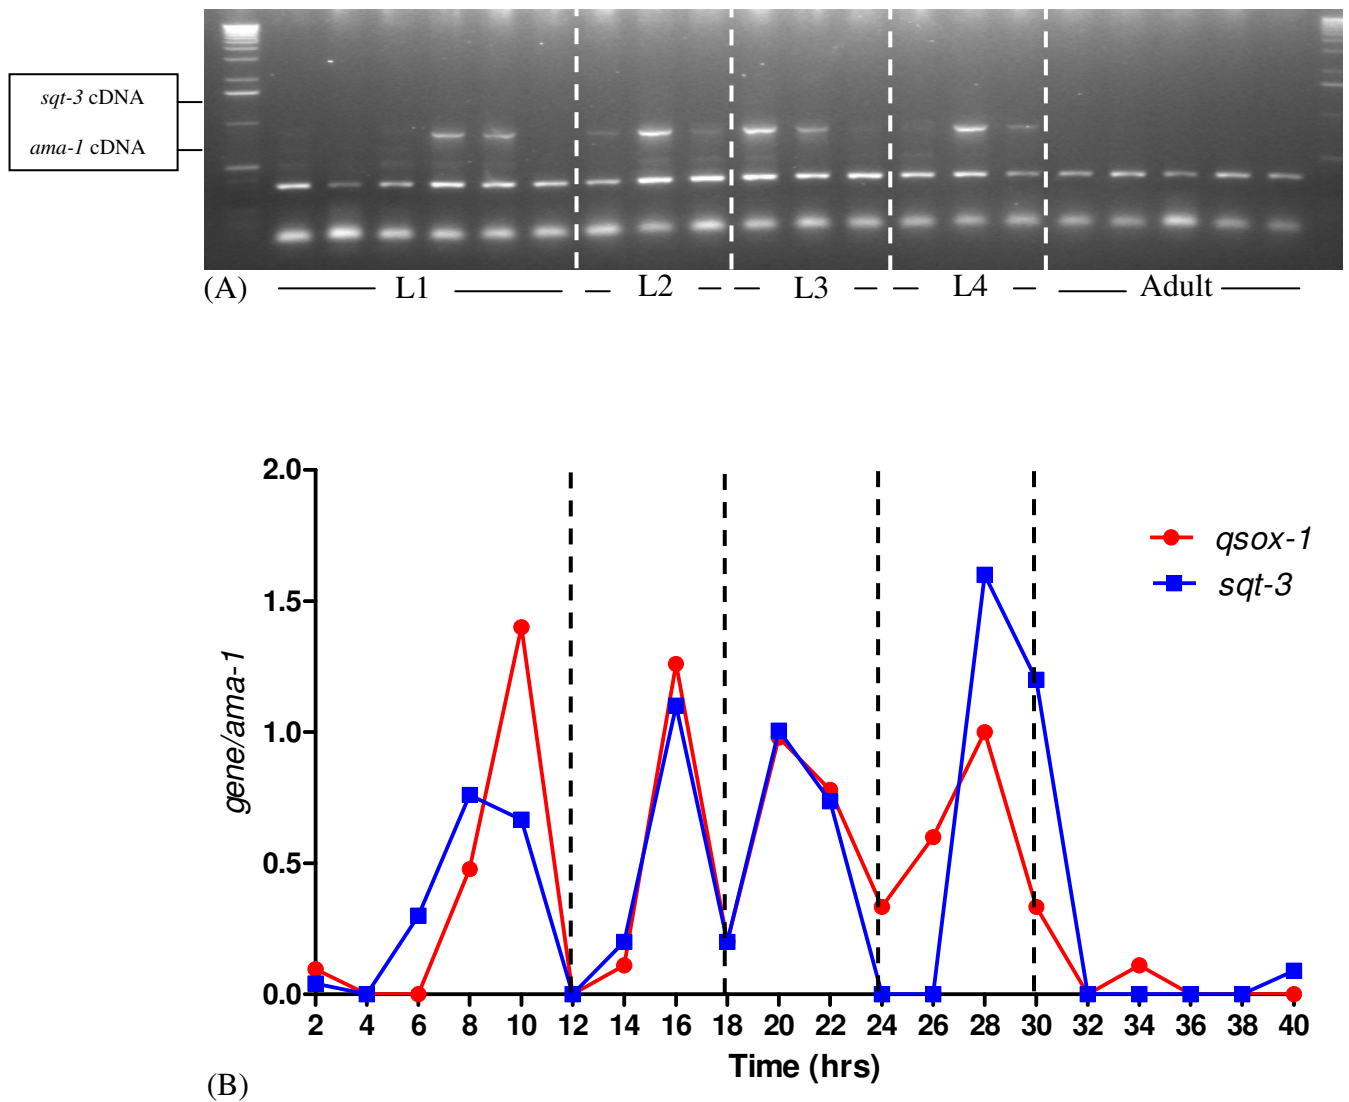 sqt-3 cDNA
ama-1 cDNA
(A) L1 L2 L3 L4 Adult
2.0
1.5
1.0
0.5
0.0
gene/ama-1
qsox-1
sqt-3
2 4 6 8 10 12 14 16 18 20 22 24 26 28 30 32 34 36 38 40
Time (hrs)
(B)